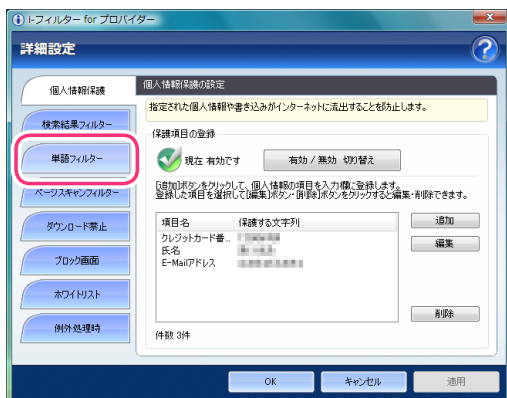 i-フィルター for プロバイダー
詳細設定
個人情報保護
検索結果フィルター
単語フィルター
ページスキャンフィルター
ダウンロード禁止
ブロック画面
ホワイトリスト
例外処理時
個人情報保護の設定
指定された個人情報や書き込みがインターネットに流出することを防止します。
保護項目の登録
現在 有効です
有効 / 無効 切り替え
[追加]ボタンをクリックして、個人情報の項目を入力欄に登録します。
登録した項目を選択して[編集]ボタン・[削除]ボタンをクリックすると編集・削除できます。
項目名 保護する文字列
クレジットカード番...
氏名
E-Mailアドレス
追加
編集
削除
件数 3件
OK キャンセル 適用